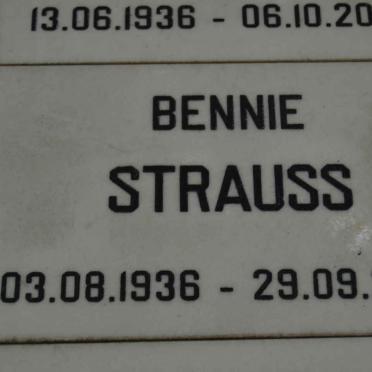 13.06.1936 - 06.10.20
BENNIE
STRAUSS
03.08.1936 - 29.09.